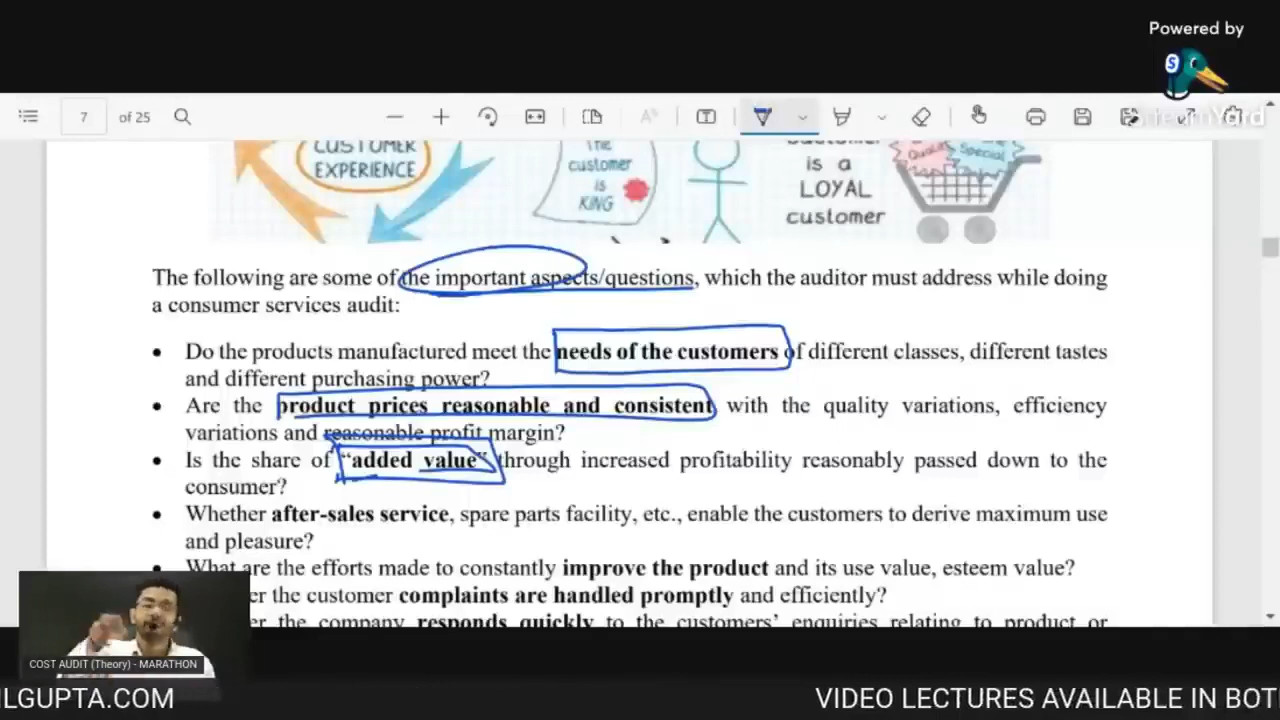 Powered by
S
7 of 25
CUSTOMER
EXPERIENCE
The
customer
is
KING
is a
LOYAL
customer
Quality
Special
The following are some of the important aspects/questions, which the auditor must address while doing
a consumer services audit:
• Do the products manufactured meet the needs of the customers of different classes, different tastes
and different purchasing power?
• Are the product prices reasonable and consistent with the quality variations, efficiency
variations and reasonable profit margin?
• Is the share of “added value” through increased profitability reasonably passed down to the
consumer?
• Whether after-sales service, spare parts facility, etc., enable the customers to derive maximum use
and pleasure?
What are the efforts made to constantly improve the product and its use value, esteem value?
er the customer complaints are handled promptly and efficiently?
er the company responds quickly to the customers’ enquiries relating to product or
COST AUDIT (Theory) - MARATHON
ILGUPTA.COM
VIDEO LECTURES AVAILABLE IN BOT